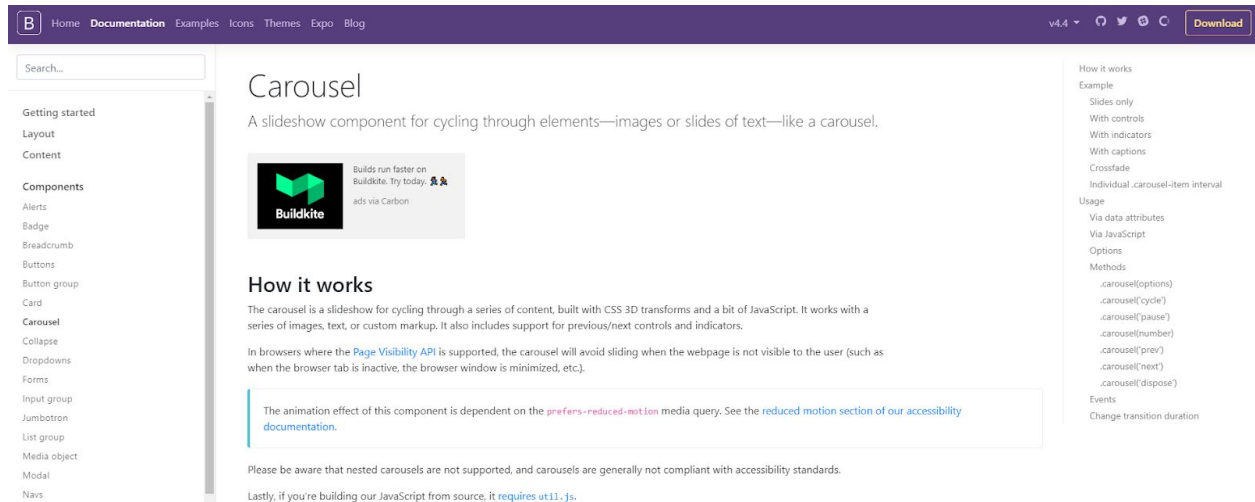 B Home Documentation Examples Icons Themes Expo Blog v4.4 Download
Search...
Getting started
Layout
Content
Components
Alerts
Badge
Breadcrumb
Buttons
Button group
Card
Carousel
Collapse
Dropdowns
Forms
Input group
Jumbotron
List group
Media object
Modal
Navs
Carousel
A slideshow component for cycling through elements—images or slides of text—like a carousel.
Buildkite
Builds run faster on
Buildkite. Try today.
ads via Carbon
How it works
The carousel is a slideshow for cycling through a series of content, built with CSS 3D transforms and a bit of JavaScript. It works with a
series of images, text, or custom markup. It also includes support for previous/next controls and indicators.
In browsers where the Page Visibility API is supported, the carousel will avoid sliding when the webpage is not visible to the user (such as
when the browser tab is inactive, the browser window is minimized, etc.).
The animation effect of this component is dependent on the prefers-reduced-motion media query. See the reduced motion section of our accessibility
documentation.
Please be aware that nested carousels are not supported, and carousels are generally not compliant with accessibility standards.
Lastly, if you're building our JavaScript from source, it requires util.js.
How it works
Example
Slides only
With controls
With indicators
With captions
Crossfade
Individual .carousel-item interval
Usage
Via data attributes
Via JavaScript
Options
Methods
.carousel(options)
.carousel('cycle')
.carousel('pause')
.carousel(number)
.carousel('prev')
.carousel('next')
.carousel('dispose')
Events
Change transition duration